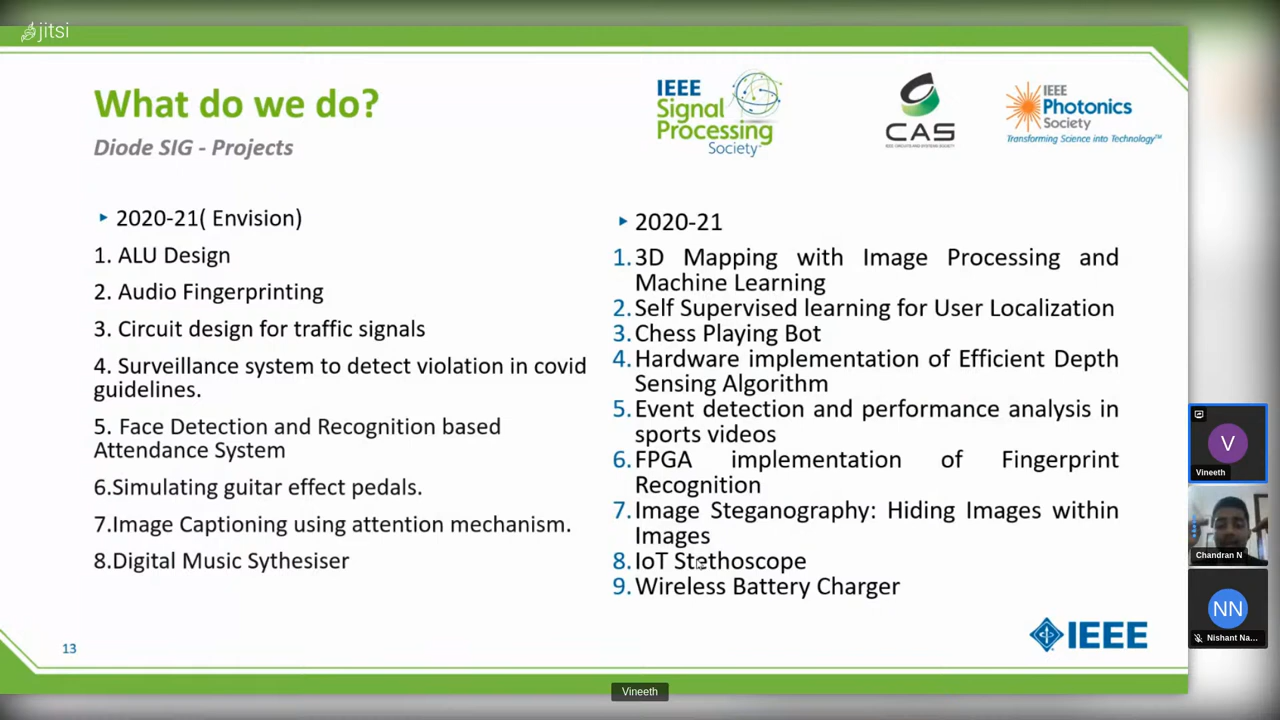 jitsi
What do we do?
Diode SIG - Projects
IEEE
Signal
Processing
Society
CAS
IEEE CIRCUITS AND SYSTEMS SOCIETY
IEEE
Photonics
Society
Transforming Science into Technology™
2020-21( Envision)
1. ALU Design
2. Audio Fingerprinting
3. Circuit design for traffic signals
4. Surveillance system to detect violation in covid
guidelines.
5. Face Detection and Recognition based
Attendance System
6.Simulating guitar effect pedals.
7.Image Captioning using attention mechanism.
8.Digital Music Sythesiser
2020-21
1.3D Mapping with Image Processing and
Machine Learning
2.Self Supervised learning for User Localization
3.Chess Playing Bot
4.Hardware implementation of Efficient Depth
Sensing Algorithm
5.Event detection and performance analysis in
sports videos
6.FPGA implementation of Fingerprint
Recognition
7.Image Steganography: Hiding Images within
Images
8.IoT Stethoscope
9.Wireless Battery Charger
13
IEEE
V
Vineeth
Chandran N
NN
Nishant Na...
Vineeth